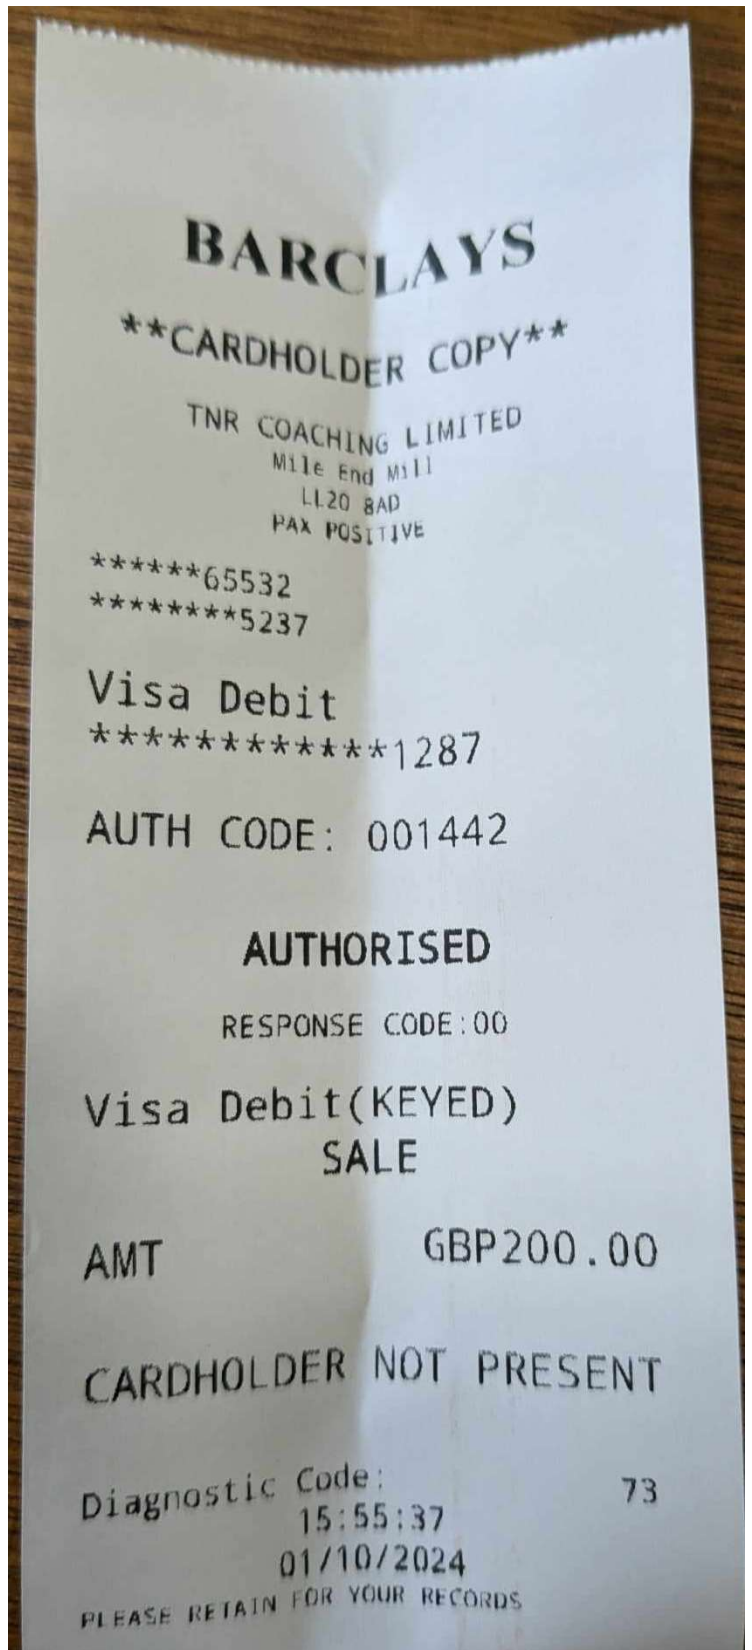 BARCLAYS
**CARDHOLDER COPY**
TNR COACHING LIMITED
Mile End Mill
LL20 8AD
PAX POSITIVE
******65532
********5237
Visa Debit
************1287
AUTH CODE: 001442
AUTHORISED
RESPONSE CODE:00
Visa Debit(KEYED)
SALE
AMT GBP200.00
CARDHOLDER NOT PRESENT
Diagnostic Code: 73
15:55:37
01/10/2024
PLEASE RETAIN FOR YOUR RECORDS